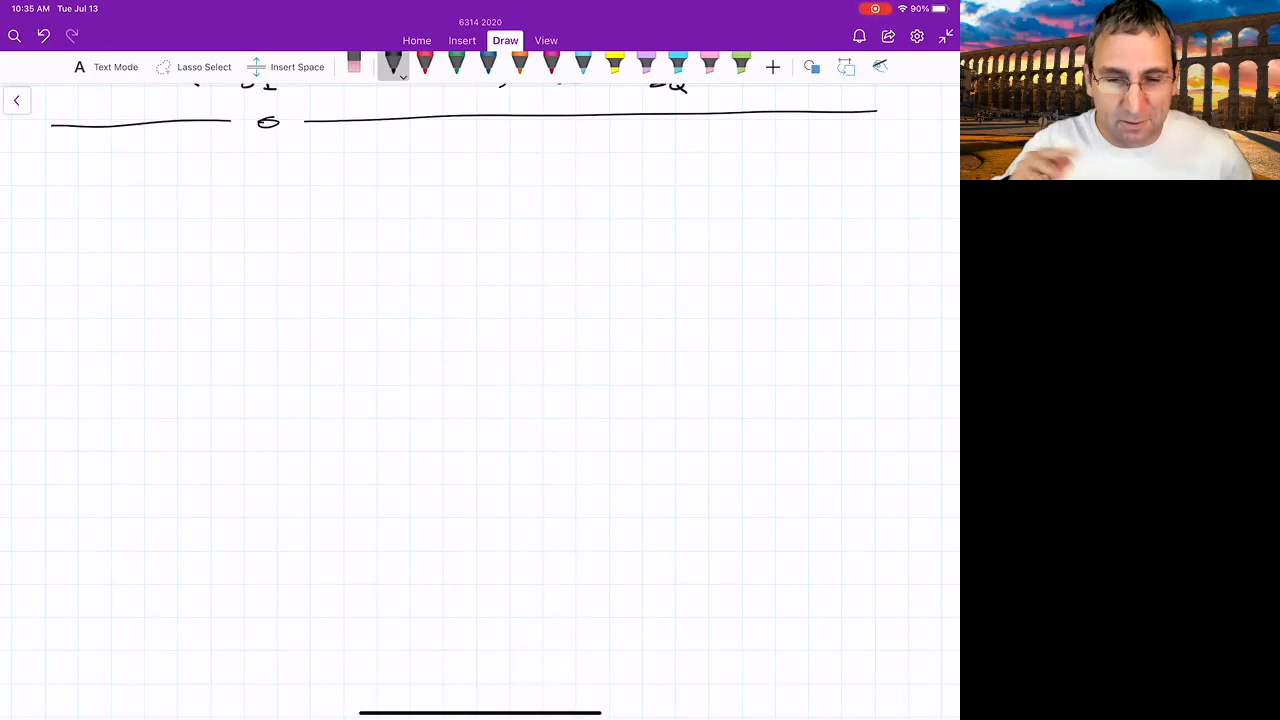 10:35 AM Tue Jul 13
90%
6314 2020
Home Insert Draw View
A Text Mode Lasso Select Insert Space